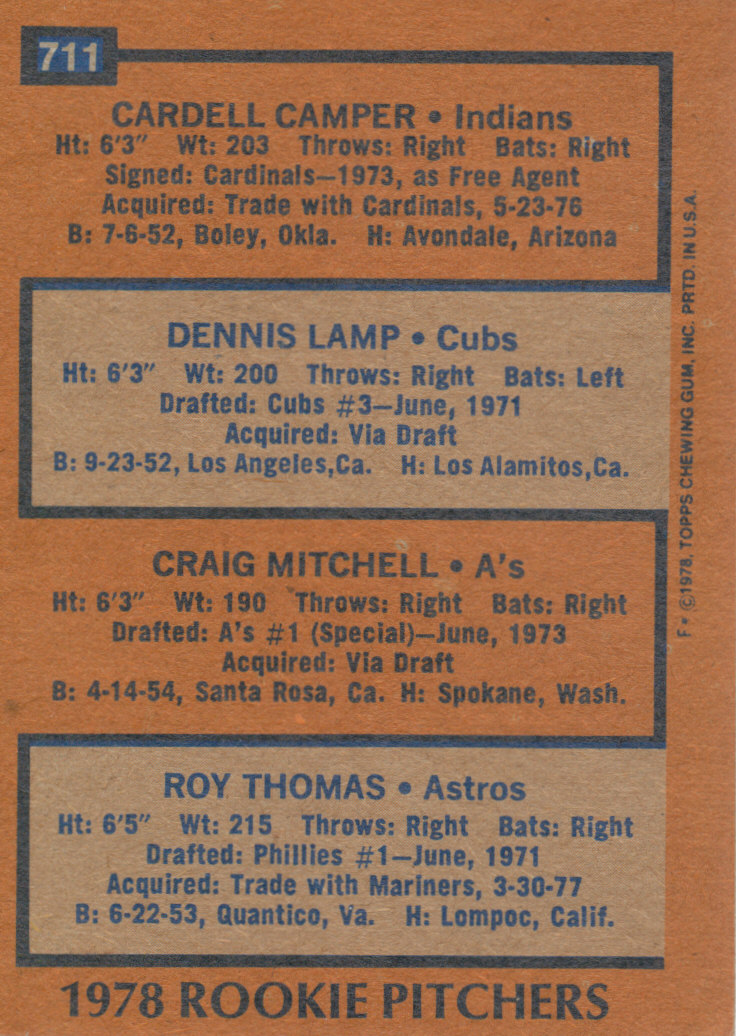 711
CARDELL CAMPER • Indians
Ht: 6'3" Wt: 203 Throws: Right Bats: Right
Signed: Cardinals—1973, as Free Agent
Acquired: Trade with Cardinals, 5-23-76
B: 7-6-52, Boley, Okla. H: Avondale, Arizona
DENNIS LAMP • Cubs
Ht: 6'3" Wt: 200 Throws: Right Bats: Left
Drafted: Cubs #3—June, 1971
Acquired: Via Draft
B: 9-23-52, Los Angeles,Ca. H: Los Alamitos,Ca.
CRAIG MITCHELL • A's
Ht: 6'3" Wt: 190 Throws: Right Bats: Right
Drafted: A's #1 (Special)—June, 1973
Acquired: Via Draft
B: 4-14-54, Santa Rosa, Ca. H: Spokane, Wash.
ROY THOMAS • Astros
Ht: 6'5" Wt: 215 Throws: Right Bats: Right
Drafted: Phillies #1—June, 1971
Acquired: Trade with Mariners, 3-30-77
B: 6-22-53, Quantico, Va. H: Lompoc, Calif.
1978 ROOKIE PITCHERS
F* ©1978, TOPPS CHEWING GUM, INC. PRTD. IN U.S.A.